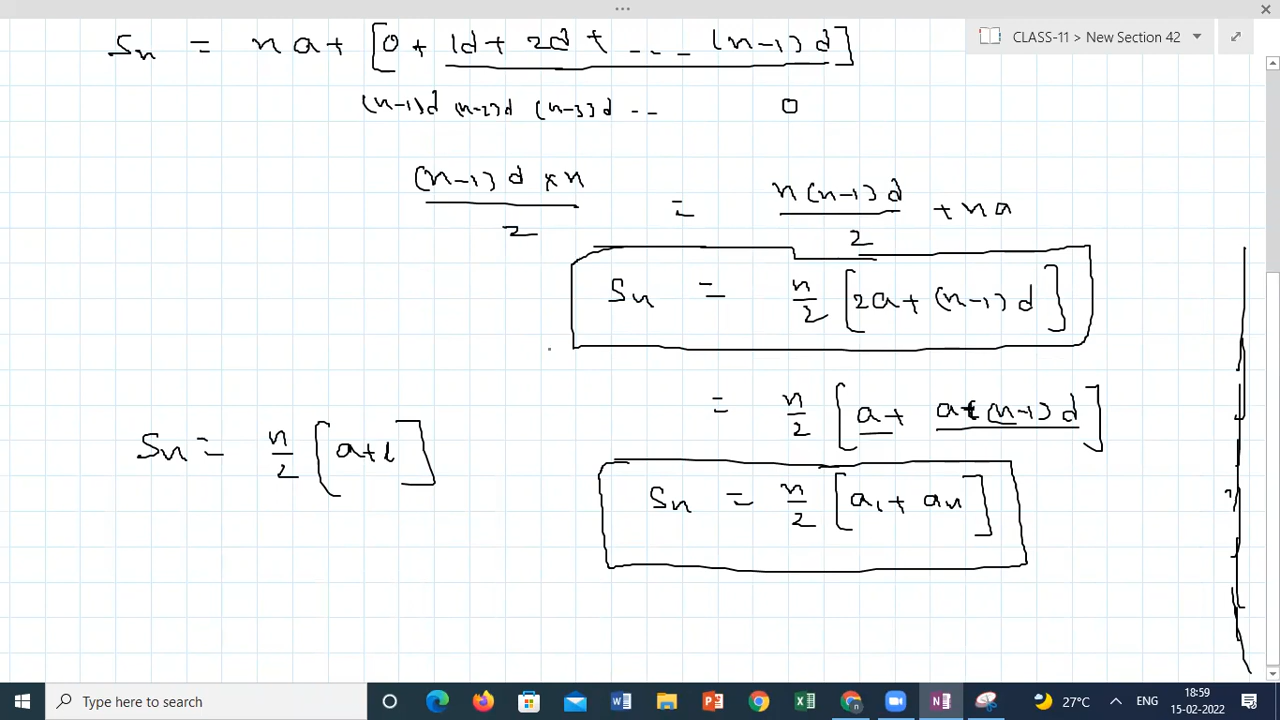 CLASS-11 > New Section 42
Sn = na + [0 + 1d + 2d + ... (n-1)d]
(n-1)d (n-2)d (n-3)d -- 0
(n-1)d × n / 2 = n(n-1)d / 2 + na
Sn = n/2 [2a + (n-1)d]
= n/2 [a + a+(n-1)d]
Sn = n/2 [a+l]
Sn = n/2 [a₁ + an]
Type here to search
27°C ENG 18:59
15-02-2022